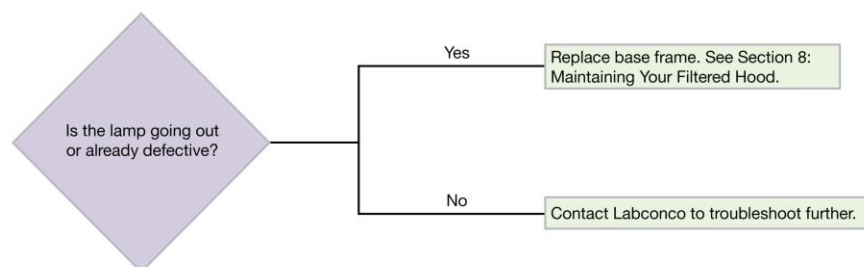 Is the lamp going out
or already defective?
Yes
Replace base frame. See Section 8:
Maintaining Your Filtered Hood.
No
Contact Labconco to troubleshoot further.